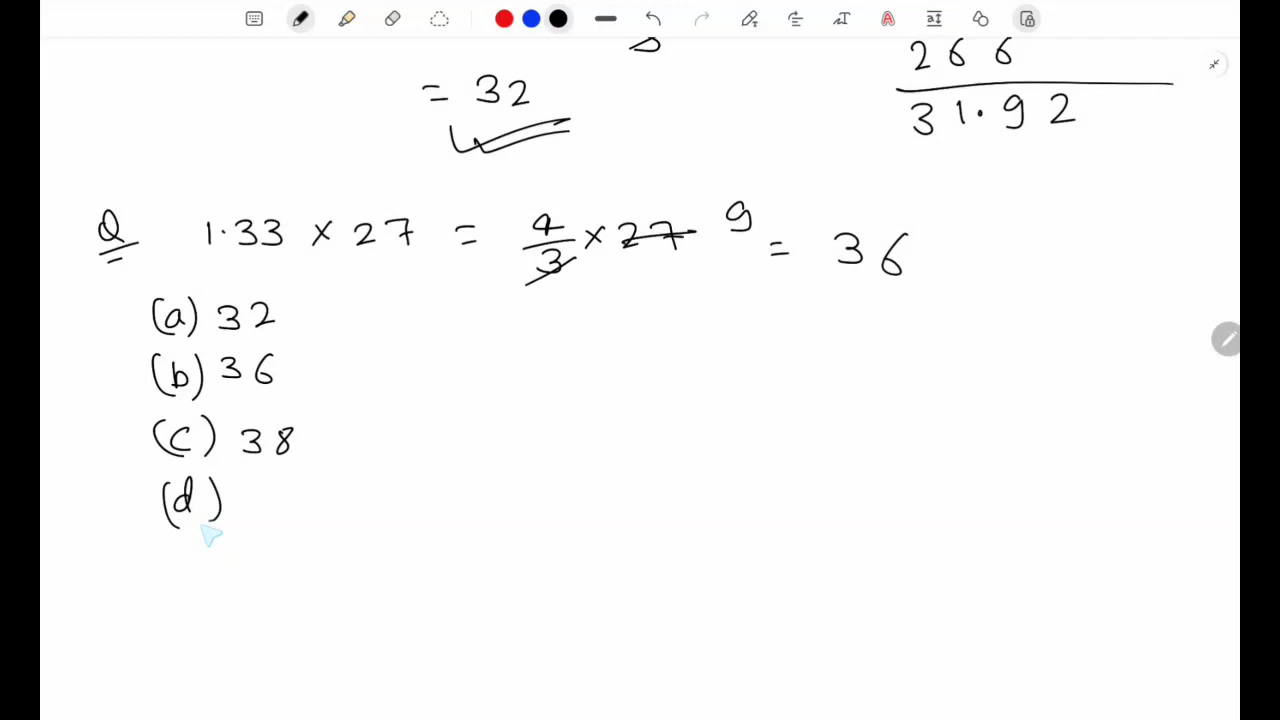 266
= 32
31.92
Q 1.33 × 27 = 4/3 × 27 9 = 36
(a) 32
(b) 36
(c) 38
(d)